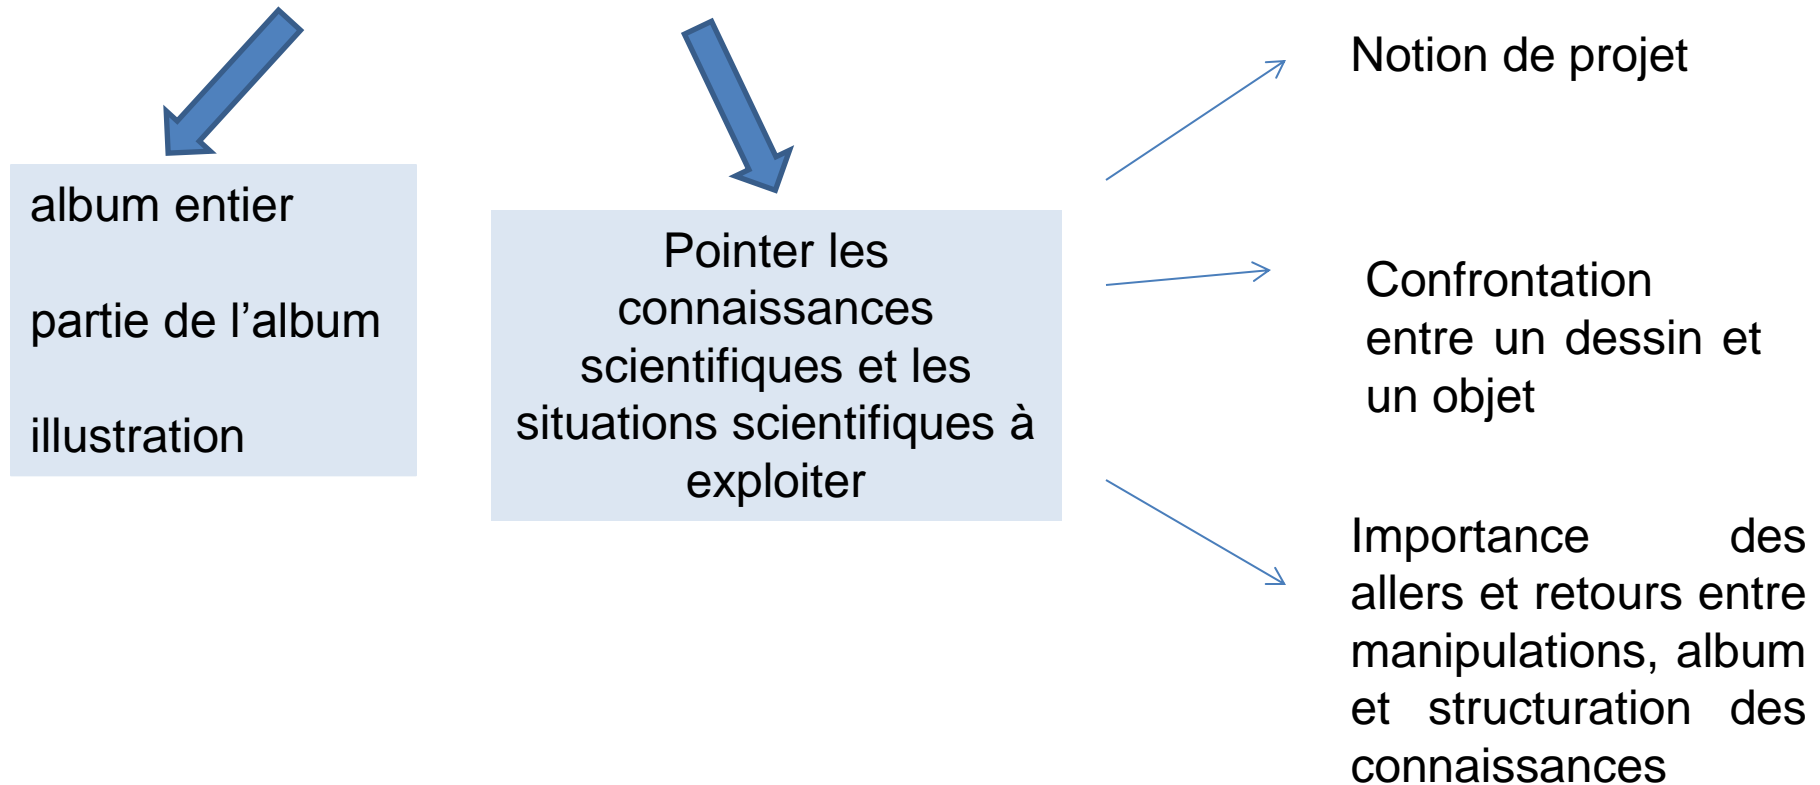 album entier
partie de l’album
illustration
Pointer les
connaissances
scientifiques et les
situations scientifiques à
exploiter
Notion de projet
Confrontation
entre un dessin et
un objet
Importance des
allers et retours entre
manipulations, album
et structuration des
connaissances